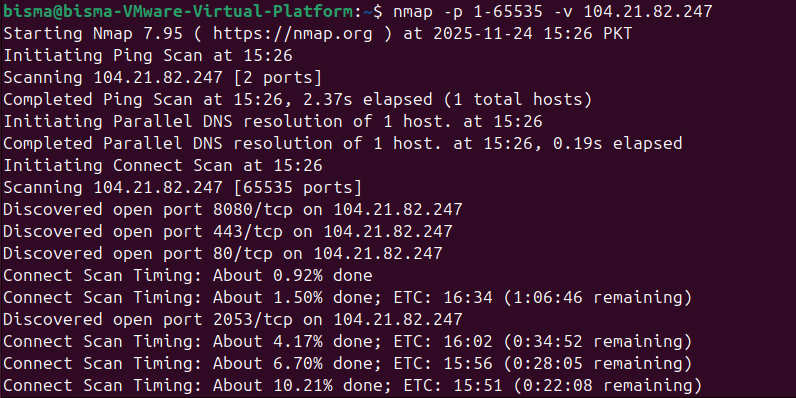 bisma@bisma-VMware-Virtual-Platform:~$ nmap -p 1-65535 -v 104.21.82.247
Starting Nmap 7.95 ( https://nmap.org ) at 2025-11-24 15:26 PKT
Initiating Ping Scan at 15:26
Scanning 104.21.82.247 [2 ports]
Completed Ping Scan at 15:26, 2.37s elapsed (1 total hosts)
Initiating Parallel DNS resolution of 1 host. at 15:26
Completed Parallel DNS resolution of 1 host. at 15:26, 0.19s elapsed
Initiating Connect Scan at 15:26
Scanning 104.21.82.247 [65535 ports]
Discovered open port 8080/tcp on 104.21.82.247
Discovered open port 443/tcp on 104.21.82.247
Discovered open port 80/tcp on 104.21.82.247
Connect Scan Timing: About 0.92% done
Connect Scan Timing: About 1.50% done; ETC: 16:34 (1:06:46 remaining)
Discovered open port 2053/tcp on 104.21.82.247
Connect Scan Timing: About 4.17% done; ETC: 16:02 (0:34:52 remaining)
Connect Scan Timing: About 6.70% done; ETC: 15:56 (0:28:05 remaining)
Connect Scan Timing: About 10.21% done; ETC: 15:51 (0:22:08 remaining)